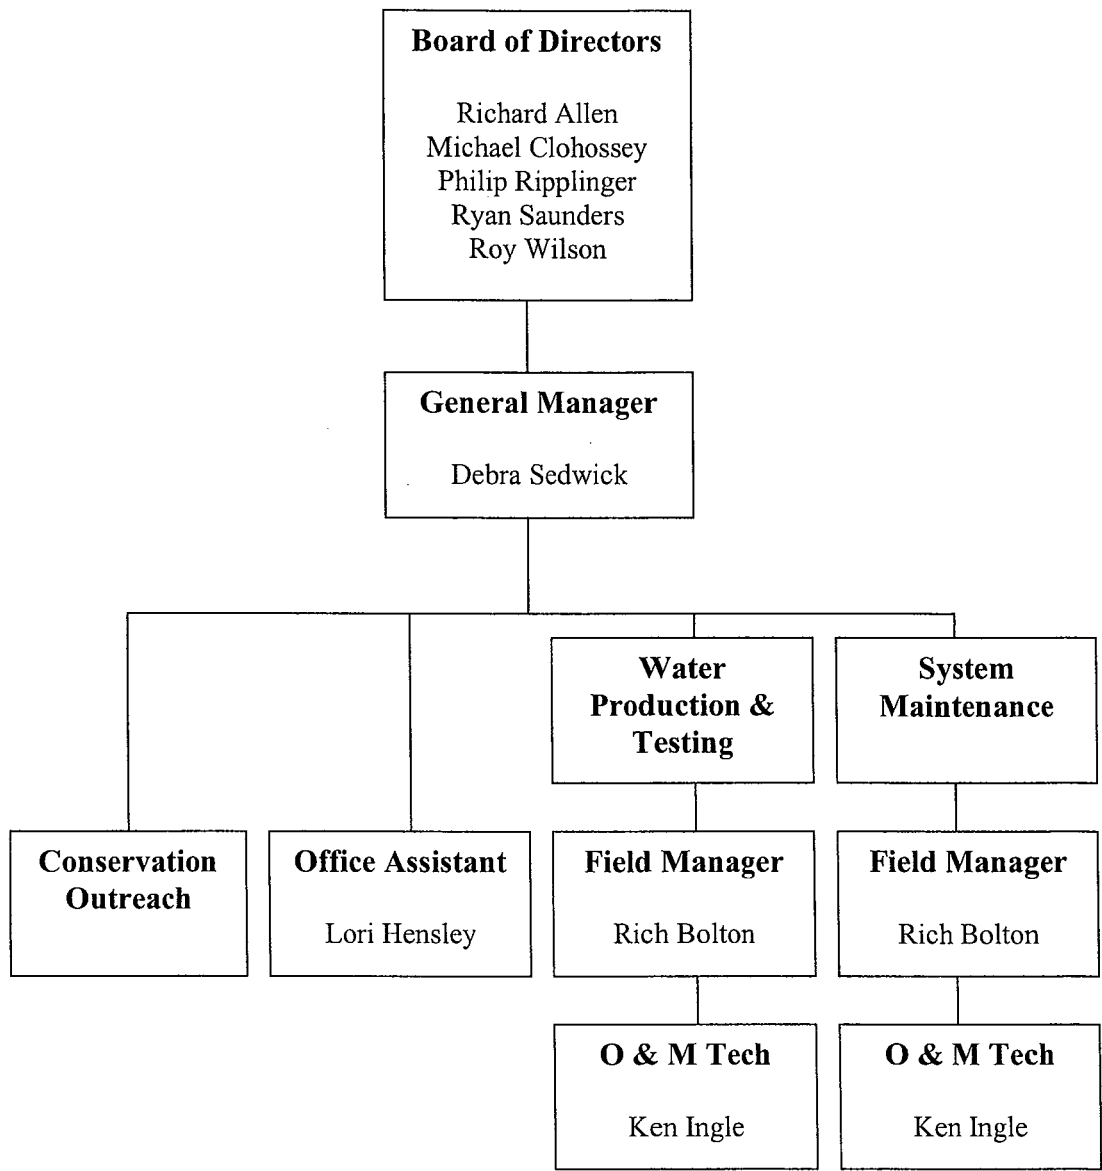 Board of Directors
Richard Allen
Michael Clohossey
Philip Ripplinger
Ryan Saunders
Roy Wilson
General Manager
Debra Sedwick
Water
Production &
Testing
System
Maintenance
Conservation
Outreach
Office Assistant
Lori Hensley
Field Manager
Rich Bolton
Field Manager
Rich Bolton
O & M Tech
Ken Ingle
O & M Tech
Ken Ingle